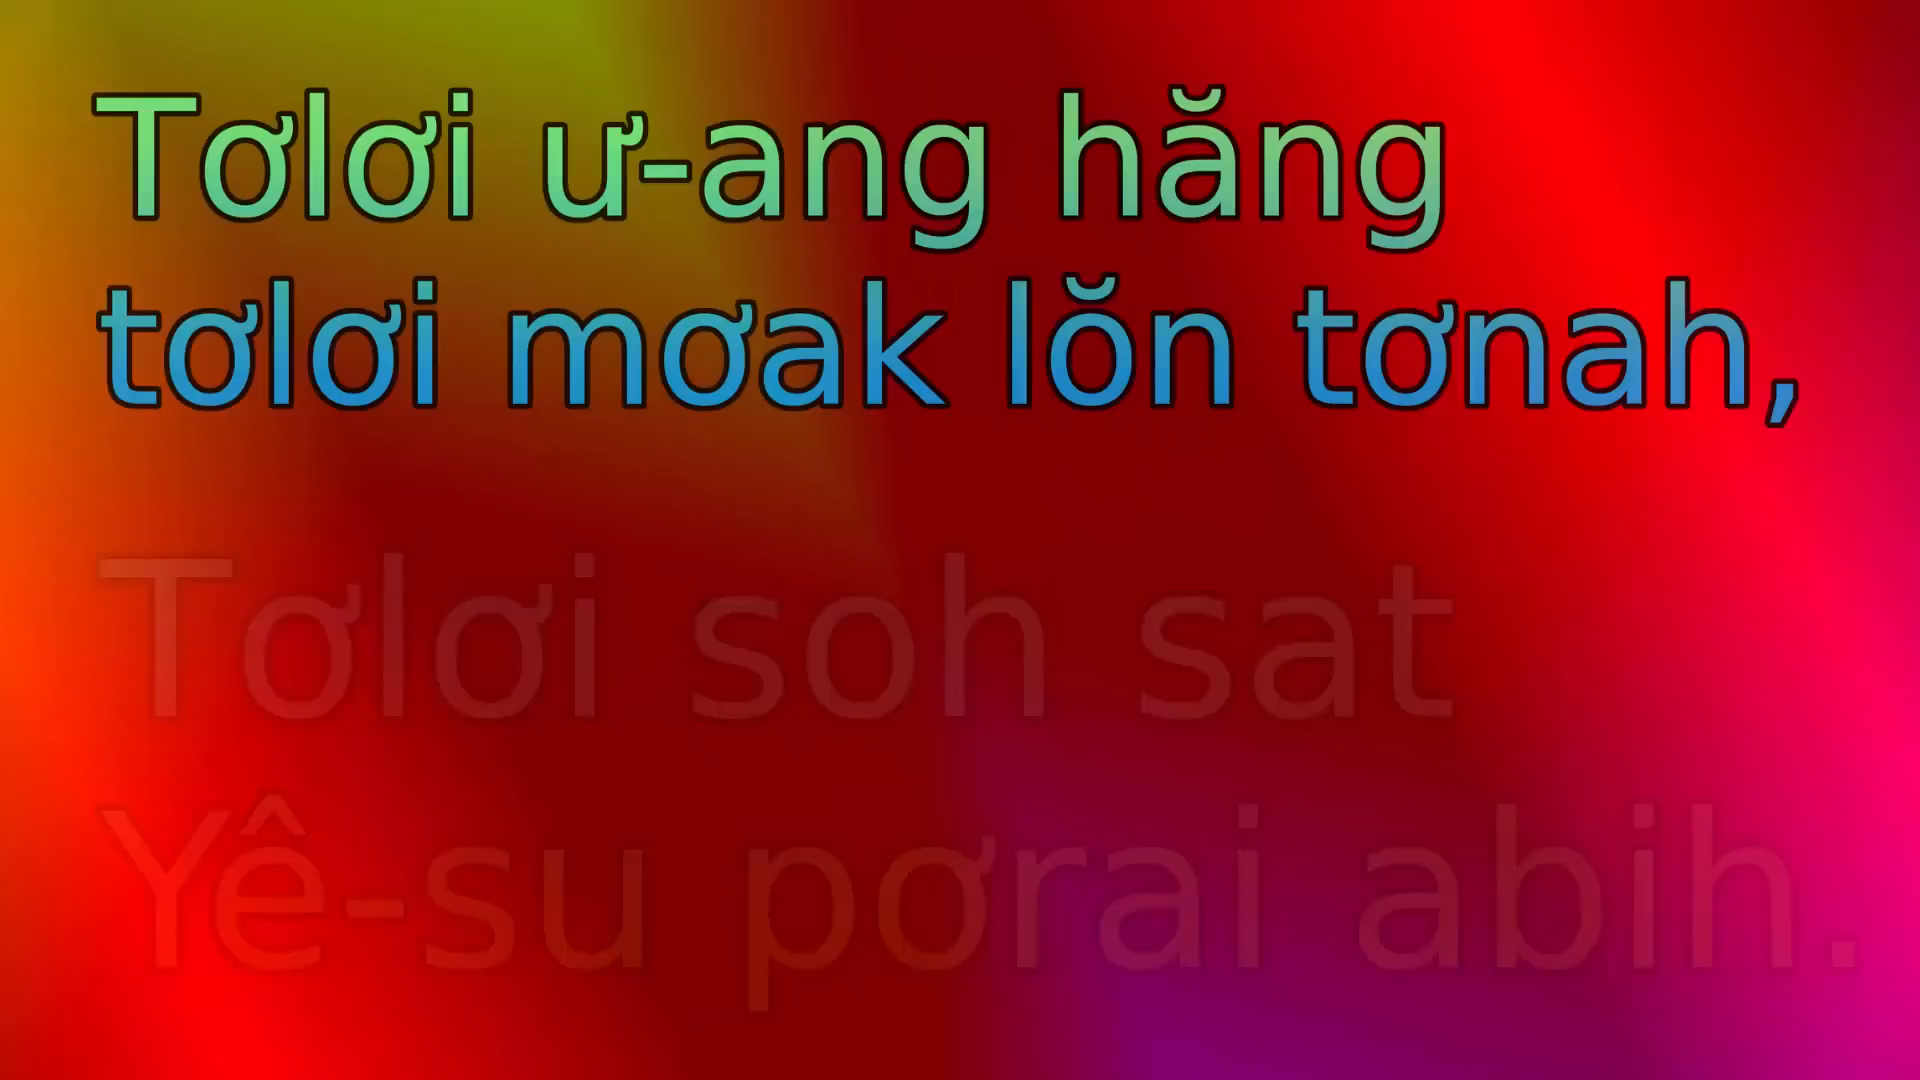 Tơlơi ư-ang hăng
tơlơi mơak lŏn tơnah,
Tơlơi soh sat
Yê-su pơrai abih.